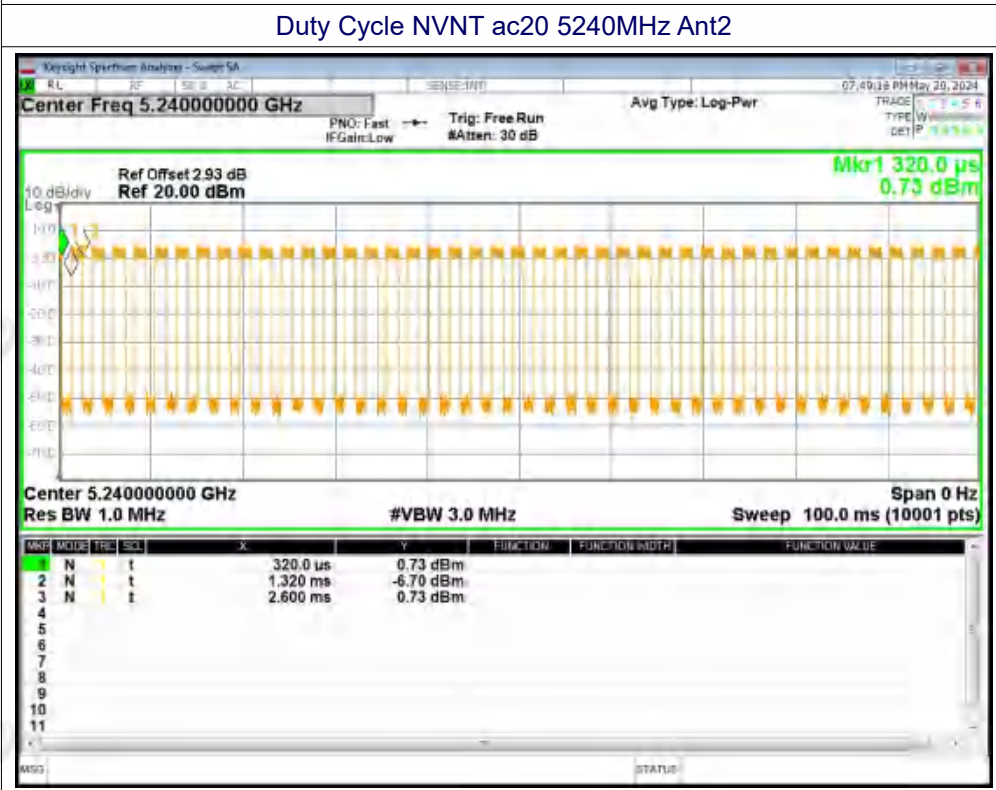 Duty Cycle NVNT ac20 5240MHz Ant2
Keysight Spectrum Analyzer - Swept SA
RL RF AC SENSE:INT 07:49:18 PM May 29, 2024
Center Freq 5.240000000 GHz Avg Type: Log-Pwr TRACE
PNO: Fast Trig: Free Run TYPE
IFGain:Low #Atten: 30 dB DET
Mkr1 320.0 µs
Ref Offset 2.93 dB 0.73 dBm
10 dB/div Ref 20.00 dBm
Log
Center 5.240000000 GHz Span 0 Hz
Res BW 1.0 MHz #VBW 3.0 MHz Sweep 100.0 ms (10001 pts)
MKR MODE TRC SCL X Y FUNCTION FUNCTION WIDTH FUNCTION VALUE
1 N 1 t 320.0 µs 0.73 dBm
2 N 1 t 1.320 ms -6.70 dBm
3 N 1 t 2.600 ms 0.73 dBm
4
5
6
7
8
9
10
11
MSG STATUS